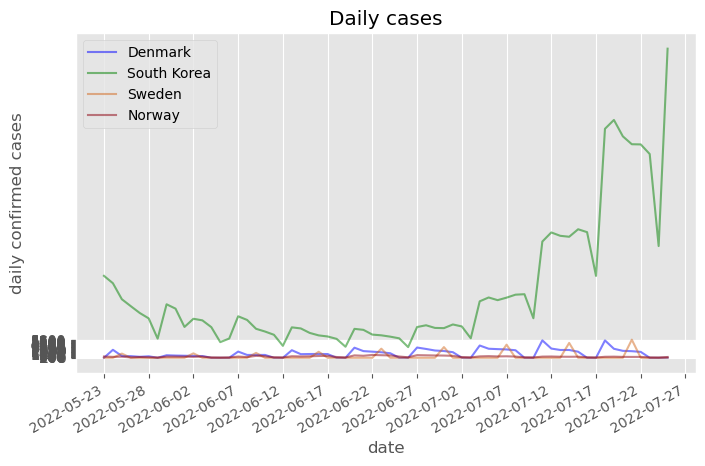 Daily cases
Denmark
South Korea
Sweden
Norway
daily confirmed cases
2022-05-23
2022-05-28
2022-06-02
2022-06-07
2022-06-12
2022-06-17
2022-06-22
2022-06-27
2022-07-02
2022-07-07
2022-07-12
2022-07-17
2022-07-22
2022-07-27
date